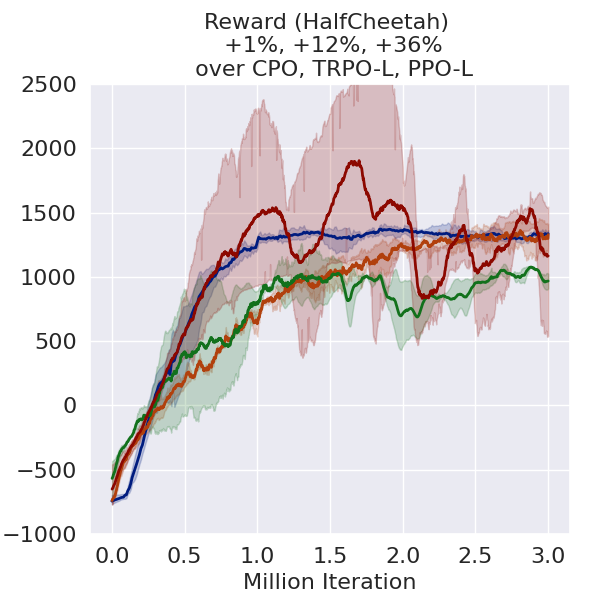 Reward (HalfCheetah)
+1%, +12%, +36%
over CPO, TRPO-L, PPO-L
2500
2000
1500
1000
500
0
−500
−1000
0.0 0.5 1.0 1.5 2.0 2.5 3.0
Million Iteration